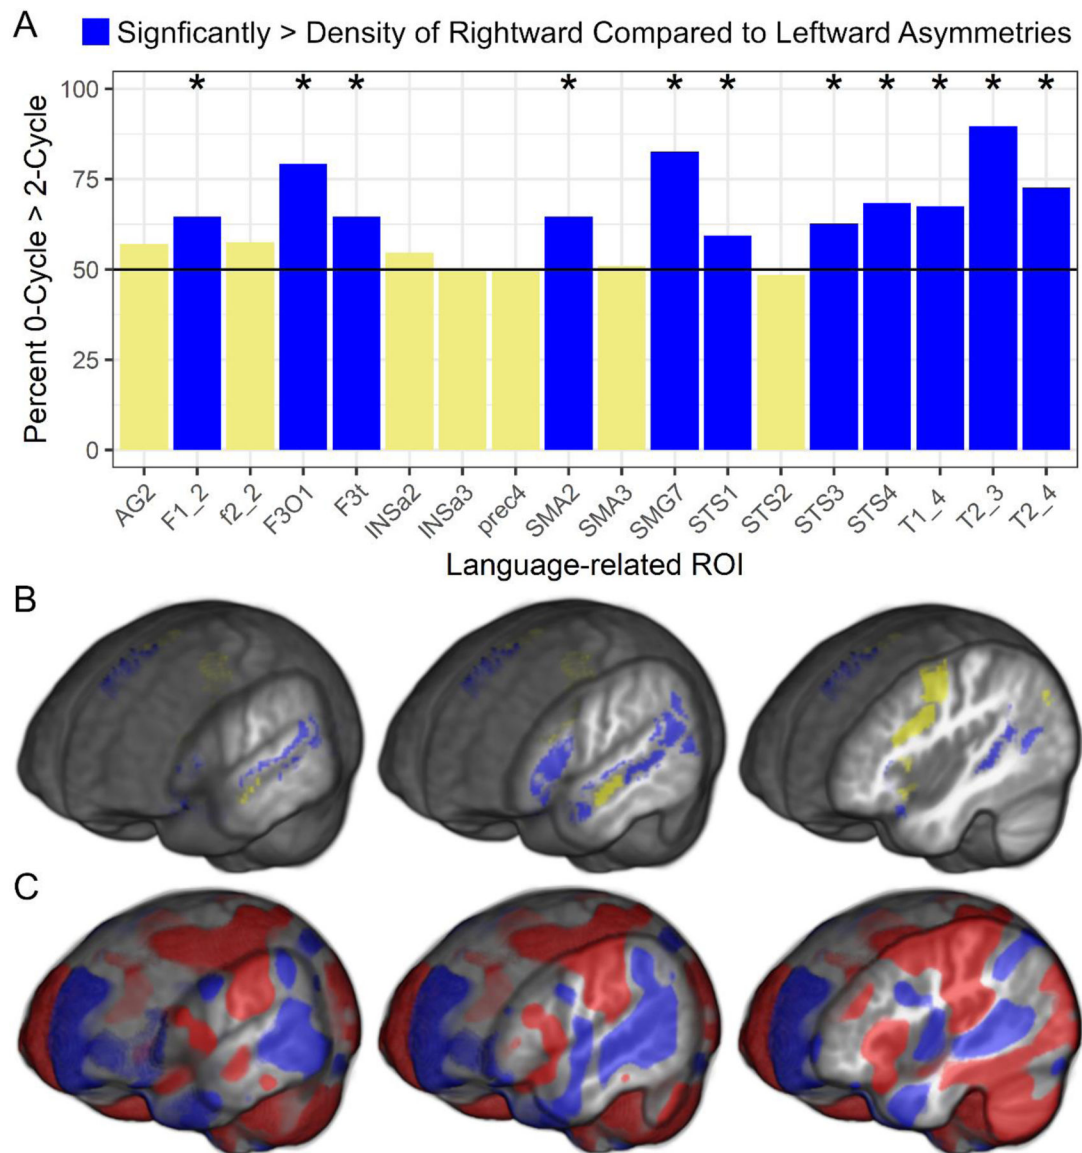 A
Signficantly > Density of Rightward Compared to Leftward Asymmetries
Percent 0-Cycle > 2-Cycle
100
75
50
25
0
* * * * * * * * * * *
AG2 F1_2 f2_2 F3O1 F3t INSa2 INSa3 prec4 SMA2 SMA3 SMG7 STS1 STS2 STS3 STS4 T1_4 T2_3 T2_4
Language-related ROI
B
C